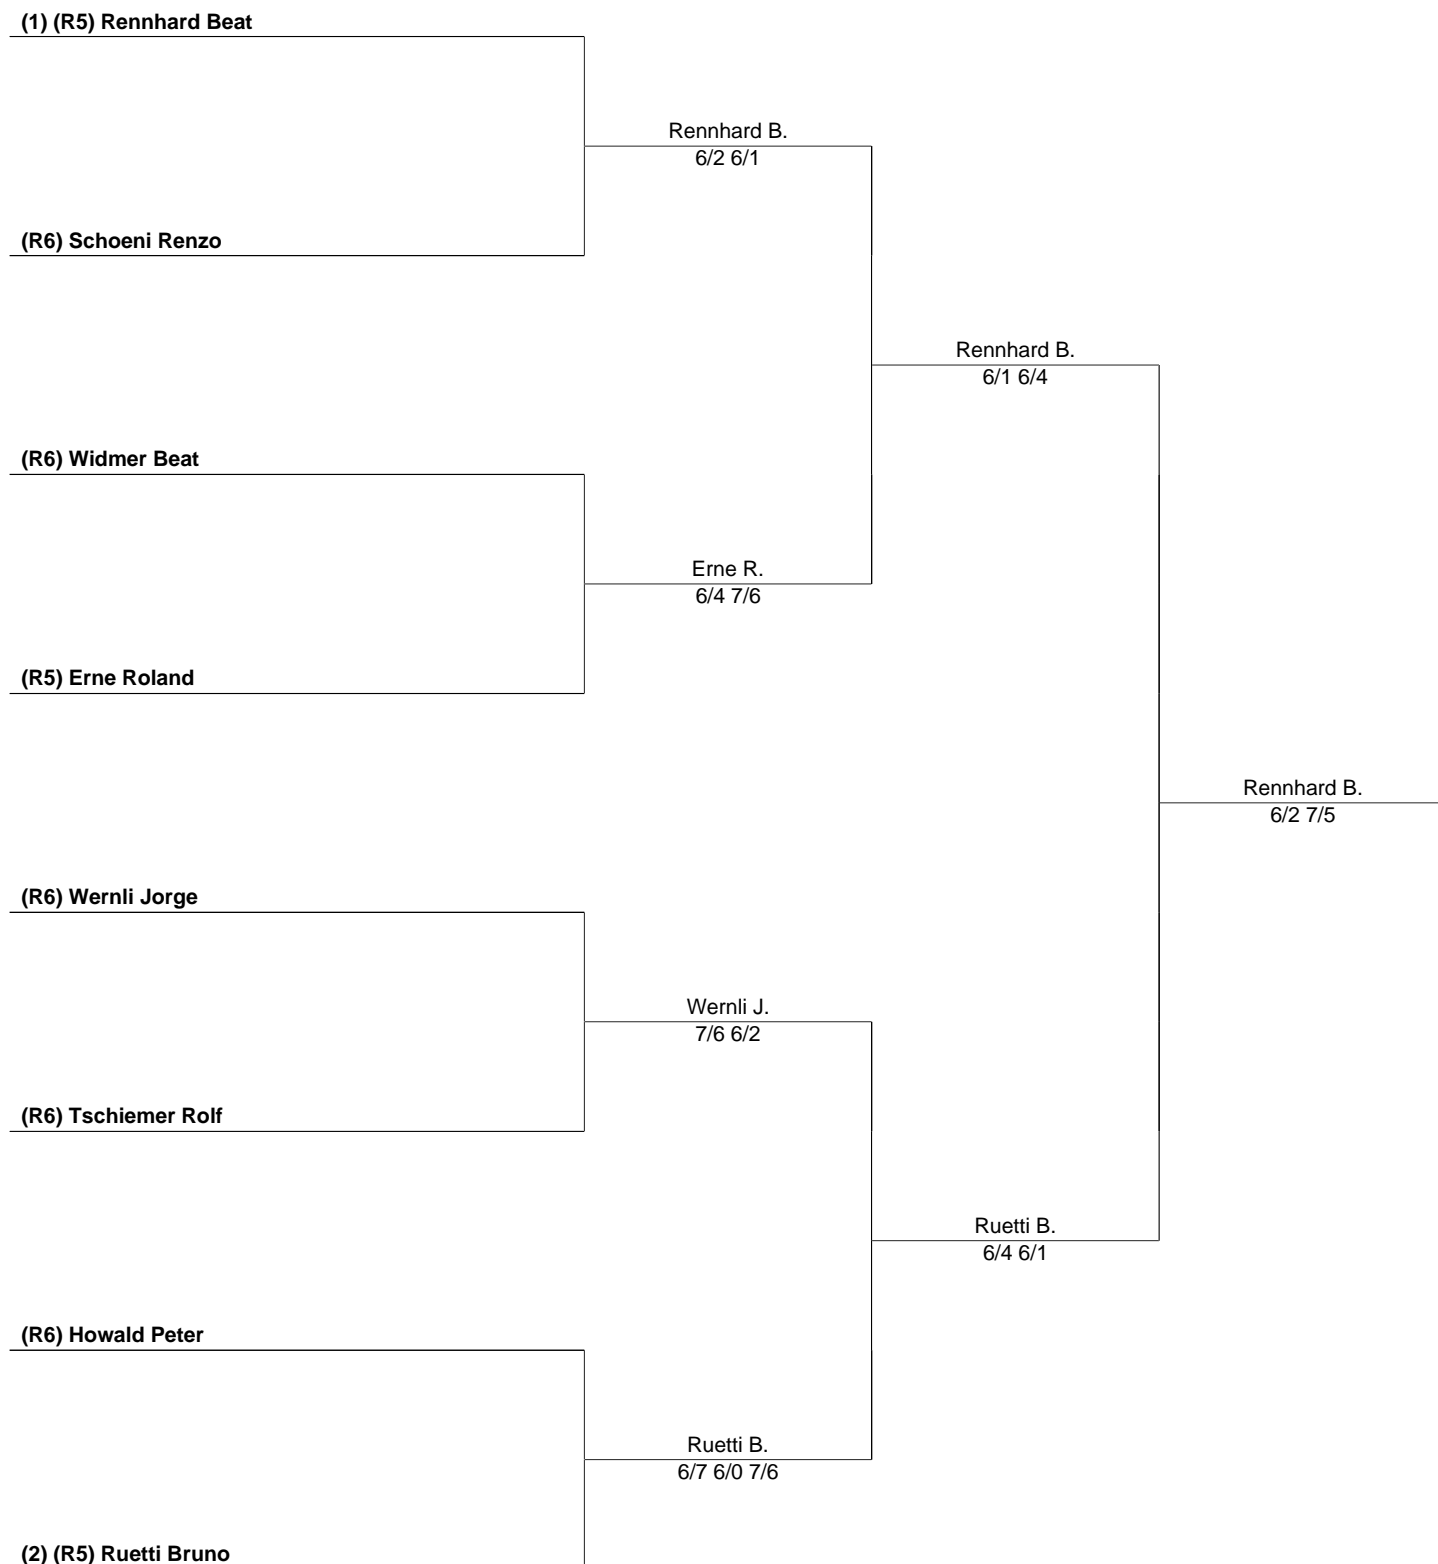 (1) (R5) Rennhard Beat
Rennhard B.
6/2 6/1
(R6) Schoeni Renzo
Rennhard B.
6/1 6/4
(R6) Widmer Beat
Erne R.
6/4 7/6
(R5) Erne Roland
Rennhard B.
6/2 7/5
(R6) Wernli Jorge
Wernli J.
7/6 6/2
(R6) Tschiemer Rolf
Ruetti B.
6/4 6/1
(R6) Howald Peter
Ruetti B.
6/7 6/0 7/6
(2) (R5) Ruetti Bruno